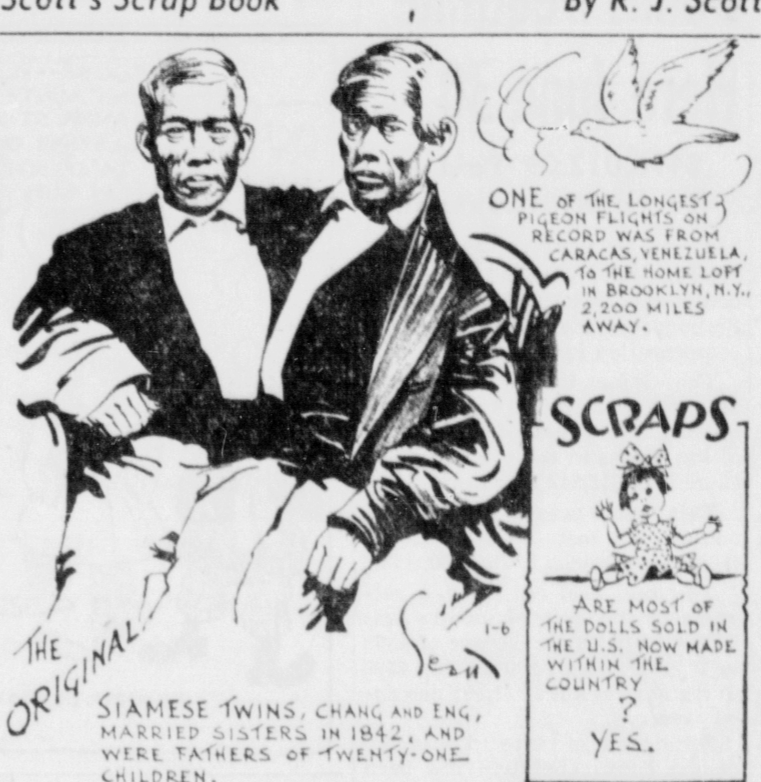 Scott's Scrap Book
By R. J. Scott
ONE OF THE LONGEST
PIGEON FLIGHTS ON
RECORD WAS FROM
CARACAS, VENEZUELA,
TO THE HOME LOFT
IN BROOKLYN, N.Y.,
2,200 MILES
AWAY.
SCRAPS
ARE MOST OF
THE DOLLS SOLD IN
THE U.S. NOW MADE
WITHIN THE
COUNTRY
?
YES.
1-6
Scott
THE
ORIGINAL
SIAMESE TWINS, CHANG AND ENG,
MARRIED SISTERS IN 1842, AND
WERE FATHERS OF TWENTY-ONE
CHILDREN.